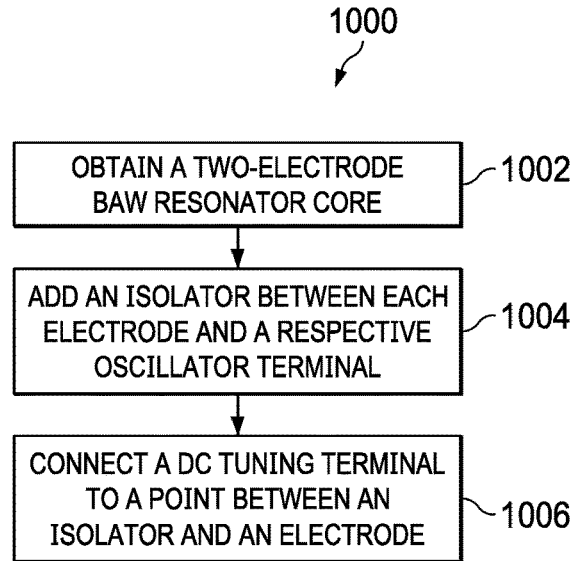 1000
OBTAIN A TWO-ELECTRODE
BAW RESONATOR CORE
1002
ADD AN ISOLATOR BETWEEN EACH
ELECTRODE AND A RESPECTIVE
OSCILLATOR TERMINAL
1004
CONNECT A DC TUNING TERMINAL
TO A POINT BETWEEN AN
ISOLATOR AND AN ELECTRODE
1006